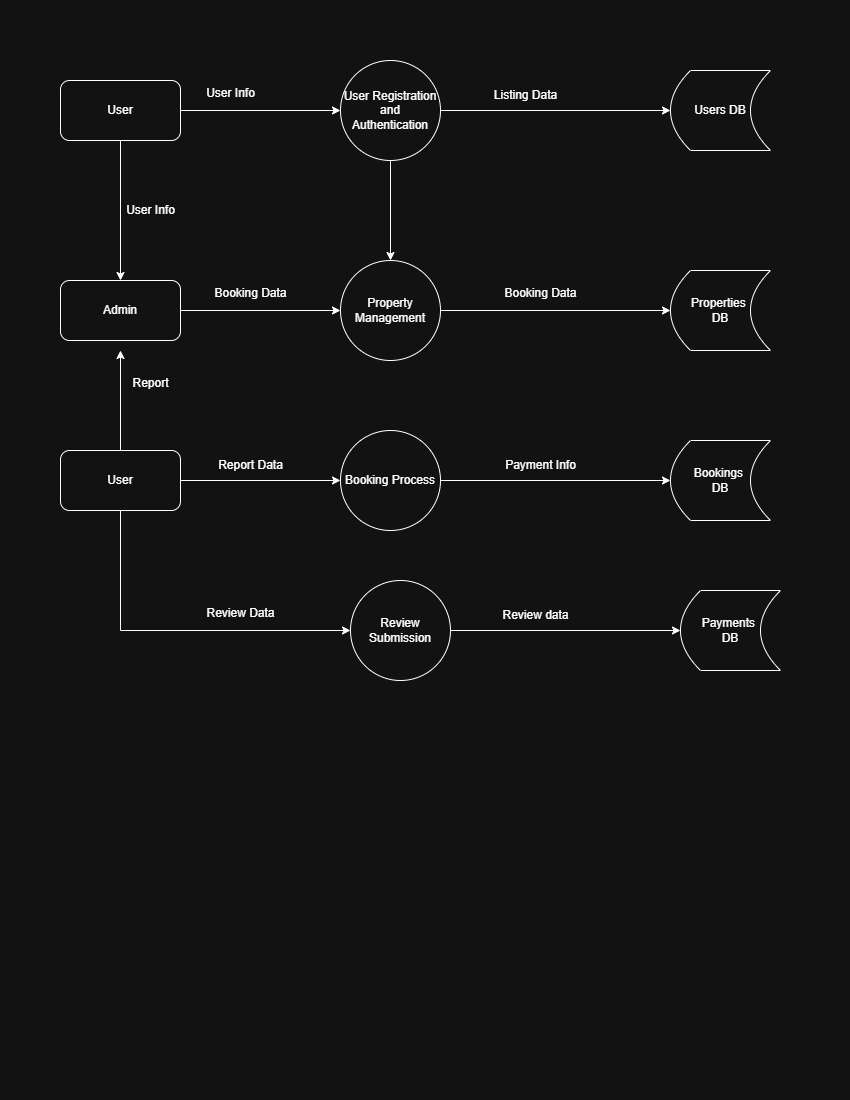 User Info
Listing Data
User
User Registration
and
Authentication
Users DB
User Info
Booking Data
Booking Data
Admin
Property
Management
Properties
DB
Report
Report Data
Payment Info
User
Booking Process
Bookings
DB
Review Data
Review data
Review
Submission
Payments
DB